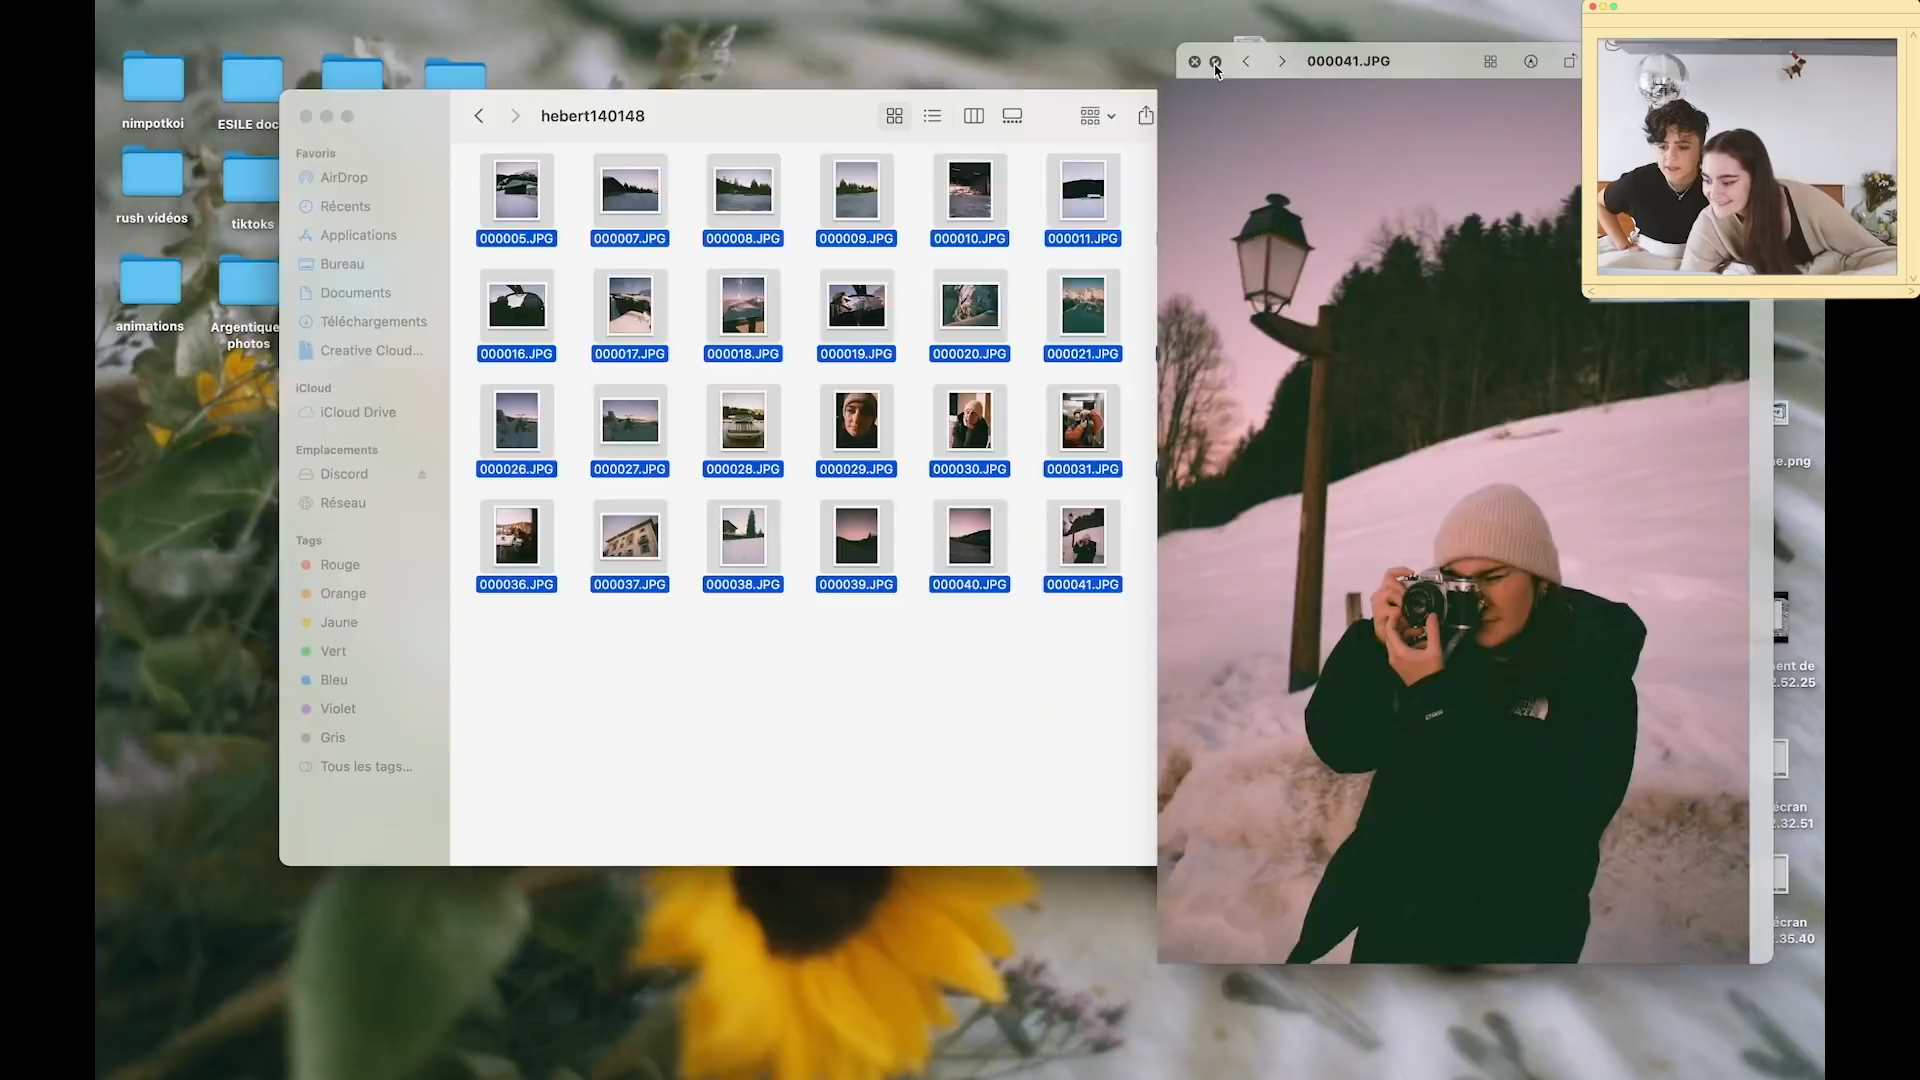 nimpotkoi
rush vidéos
tiktoks
animations
Argentique
photos
Favoris
AirDrop
Récents
Applications
Bureau
Documents
Téléchargements
Creative Cloud...
iCloud
iCloud Drive
Emplacements
Discord
Réseau
Tags
Rouge
Orange
Jaune
Vert
Bleu
Violet
Gris
Tous les tags...
hebert140148
000005.JPG 000007.JPG 000008.JPG 000009.JPG 000010.JPG 000011.JPG
000016.JPG 000017.JPG 000018.JPG 000019.JPG 000020.JPG 000021.JPG
000026.JPG 000027.JPG 000028.JPG 000029.JPG 000030.JPG 000031.JPG
000036.JPG 000037.JPG 000038.JPG 000039.JPG 000040.JPG 000041.JPG
000041.JPG
FACE
e.png
ent de
2.52.25
écran
2.32.51
écran
.35.40